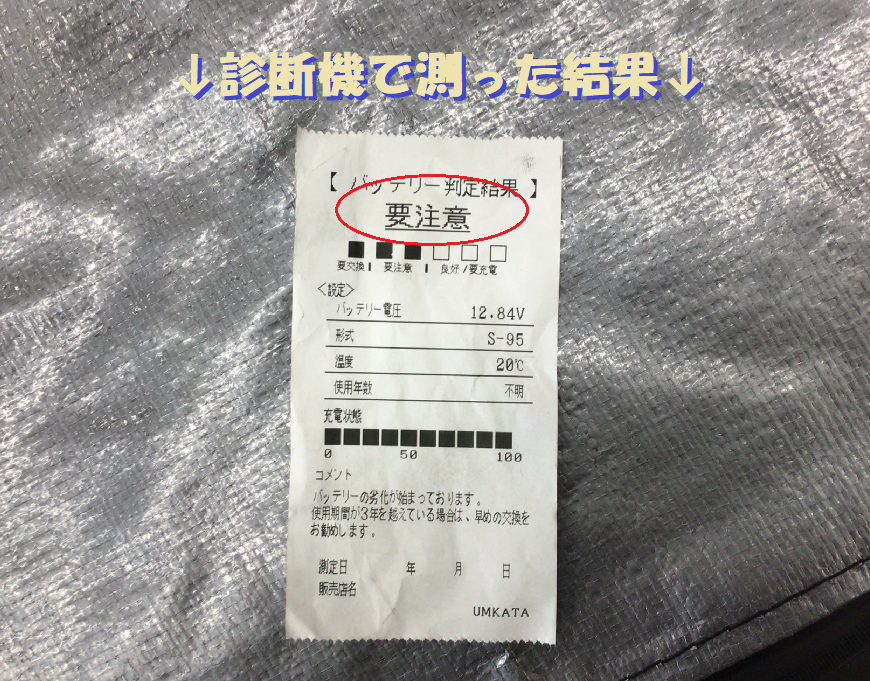 ↓診断機で測った結果↓
【 バッテリー判定結果 】
要注意
■ ■ ■ □ □ □
要交換 | 要注意 | 良好/要充電
<設定>
バッテリー電圧 12.84V
形式 S-95
温度 20℃
使用年数 不明
充電状態
■■■■■■■■■■
0 50 100
コメント
バッテリーの劣化が始まっております。
使用期間が3年を越えている場合は、早めの交換を
お勧めします。
測定日 年 月 日
販売店名
UMKATA